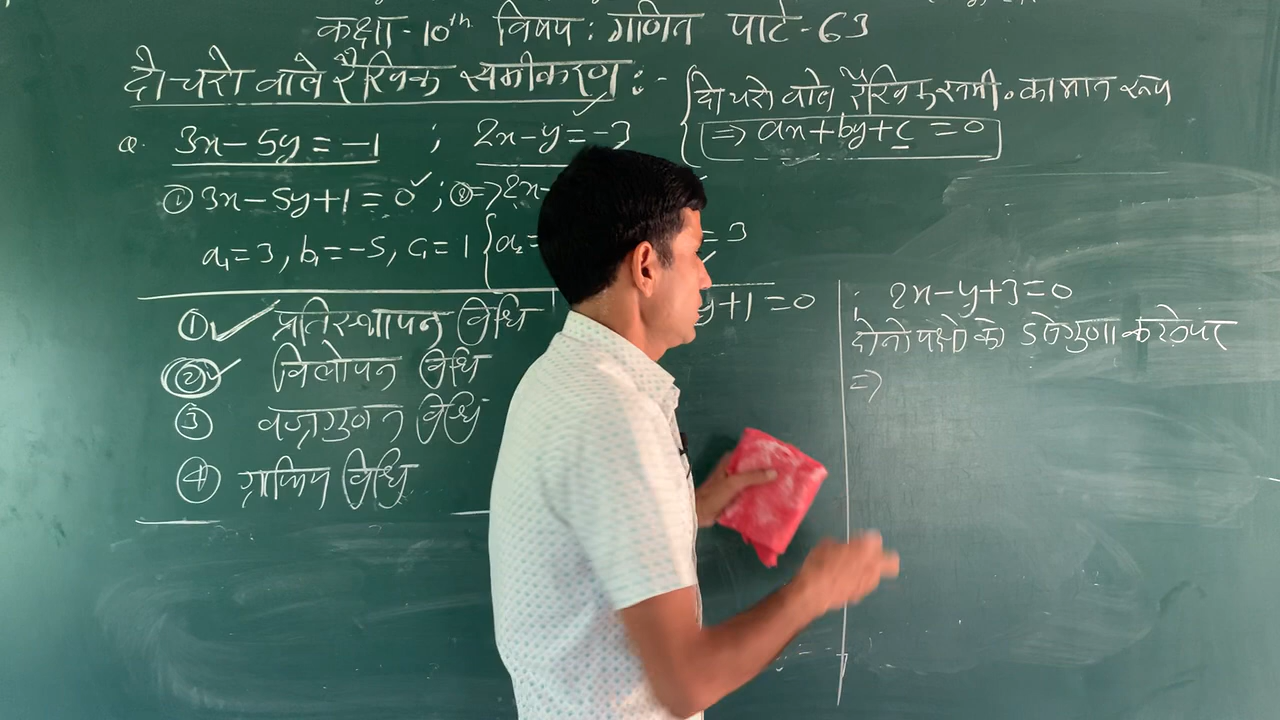 कक्षा-10th विषय: गणित पाठ-63
दो चरो वाले रैखिक समीकरण :-
{दो चरो वाले रैखिक समी॰ का मान रूप
⇒ ax+by+c=0
Q. 3x-5y=-1 ; 2x-y=-3
① 3x-5y+1=0 ✓ ; ②⇒ 2x-
a₁=3, b₁=-5, c₁=1 { a₂= =3
y+1=0
① ✓ प्रतिस्थापन विधि
② ✓ विलोपन विधि
③ वज्रगुणन विधि
④ ग्राफिय विधि
; 2x-y+3=0
दोनो पक्षो को 5 से गुणा करने पर
⇒